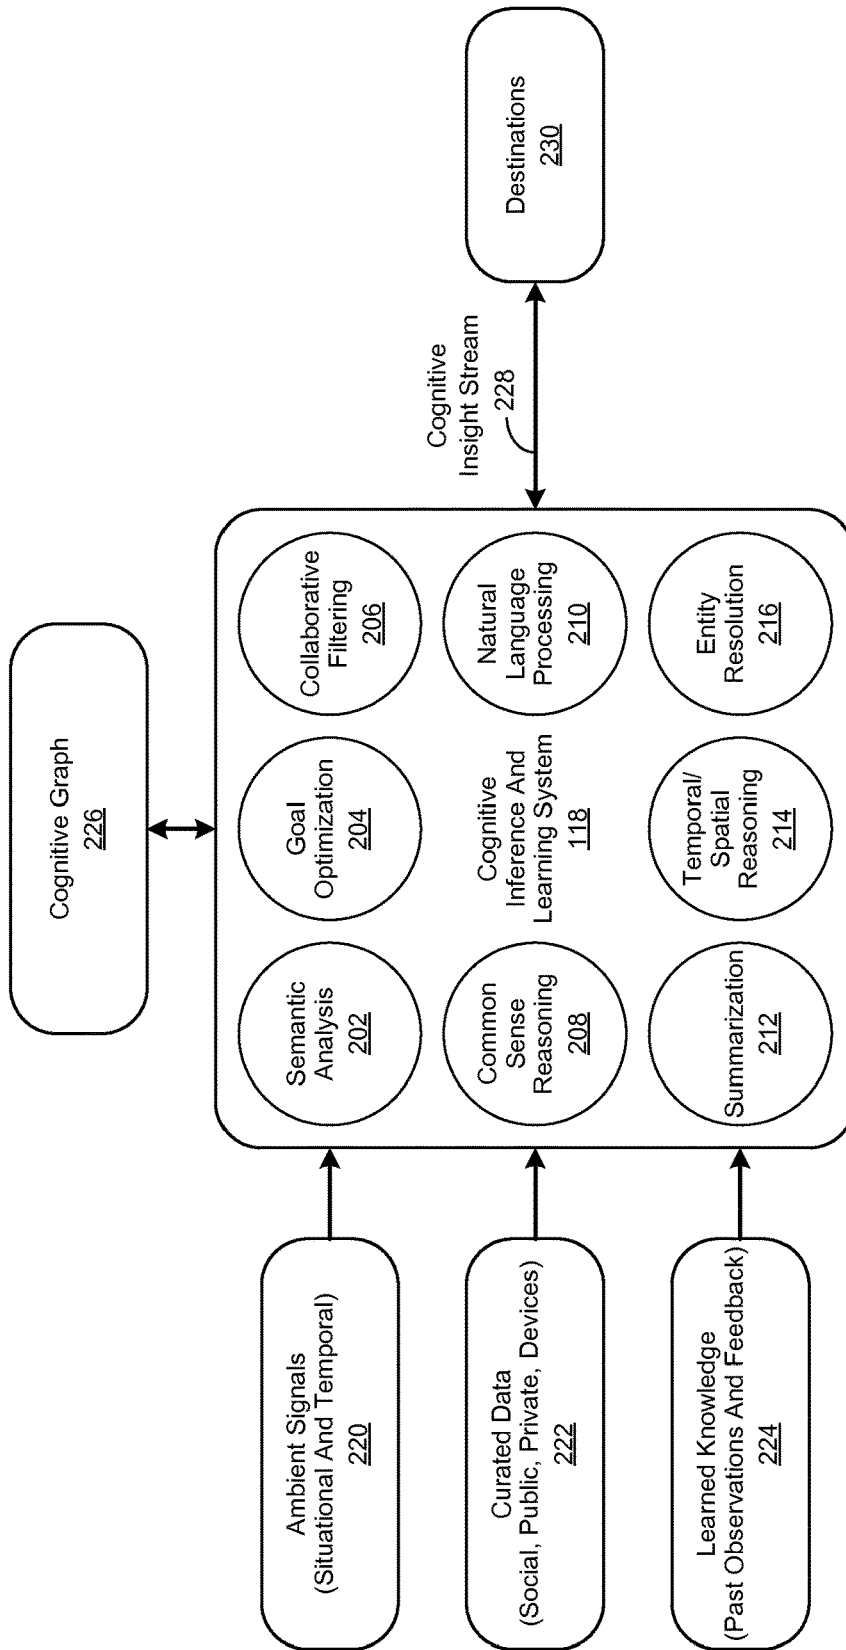 Cognitive Graph
226
Ambient Signals
(Situational And Temporal)
220
Curated Data
(Social, Public, Private, Devices)
222
Learned Knowledge
(Past Observations And Feedback)
224
Semantic
Analysis
202
Goal
Optimization
204
Collaborative
Filtering
206
Common
Sense
Reasoning
208
Cognitive
Inference And
Learning System
118
Natural
Language
Processing
210
Summarization
212
Temporal/
Spatial
Reasoning
214
Entity
Resolution
216
Cognitive
Insight Stream
228
Destinations
230